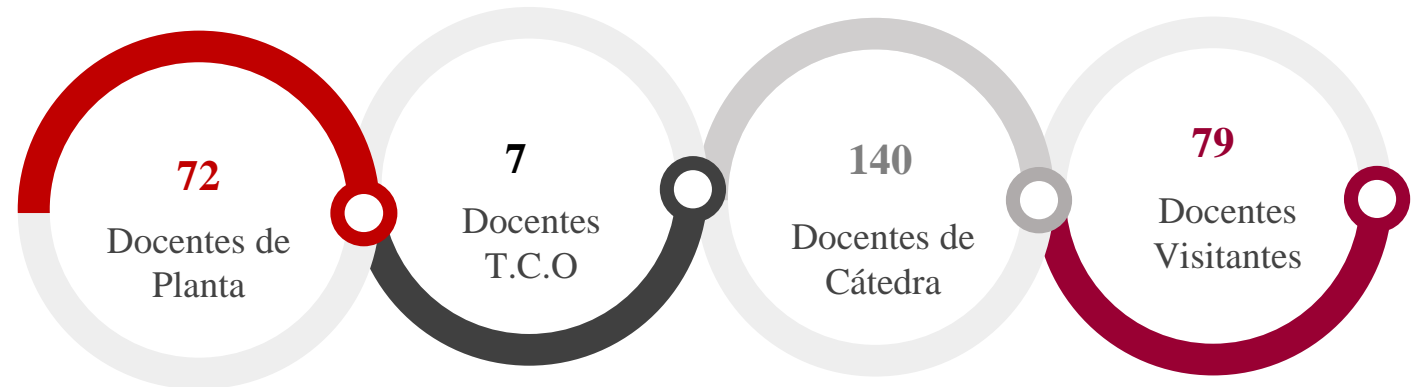 72
Docentes de
Planta
7
Docentes
T.C.O
140
Docentes de
Cátedra
79
Docentes
Visitantes